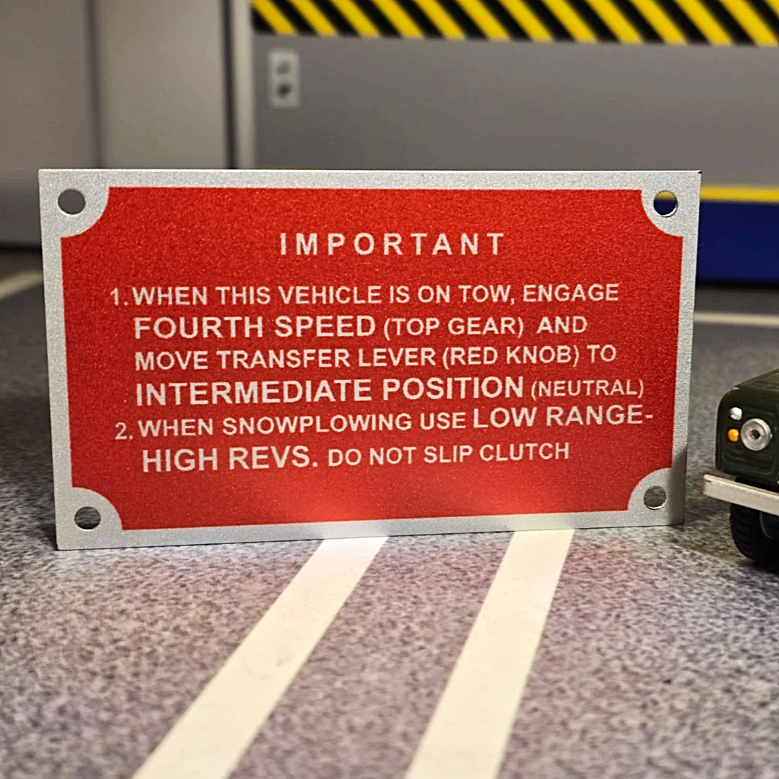 IMPORTANT
1. WHEN THIS VEHICLE IS ON TOW, ENGAGE
FOURTH SPEED (TOP GEAR) AND
MOVE TRANSFER LEVER (RED KNOB) TO
INTERMEDIATE POSITION (NEUTRAL)
2. WHEN SNOWPLOWING USE LOW RANGE-
HIGH REVS. DO NOT SLIP CLUTCH